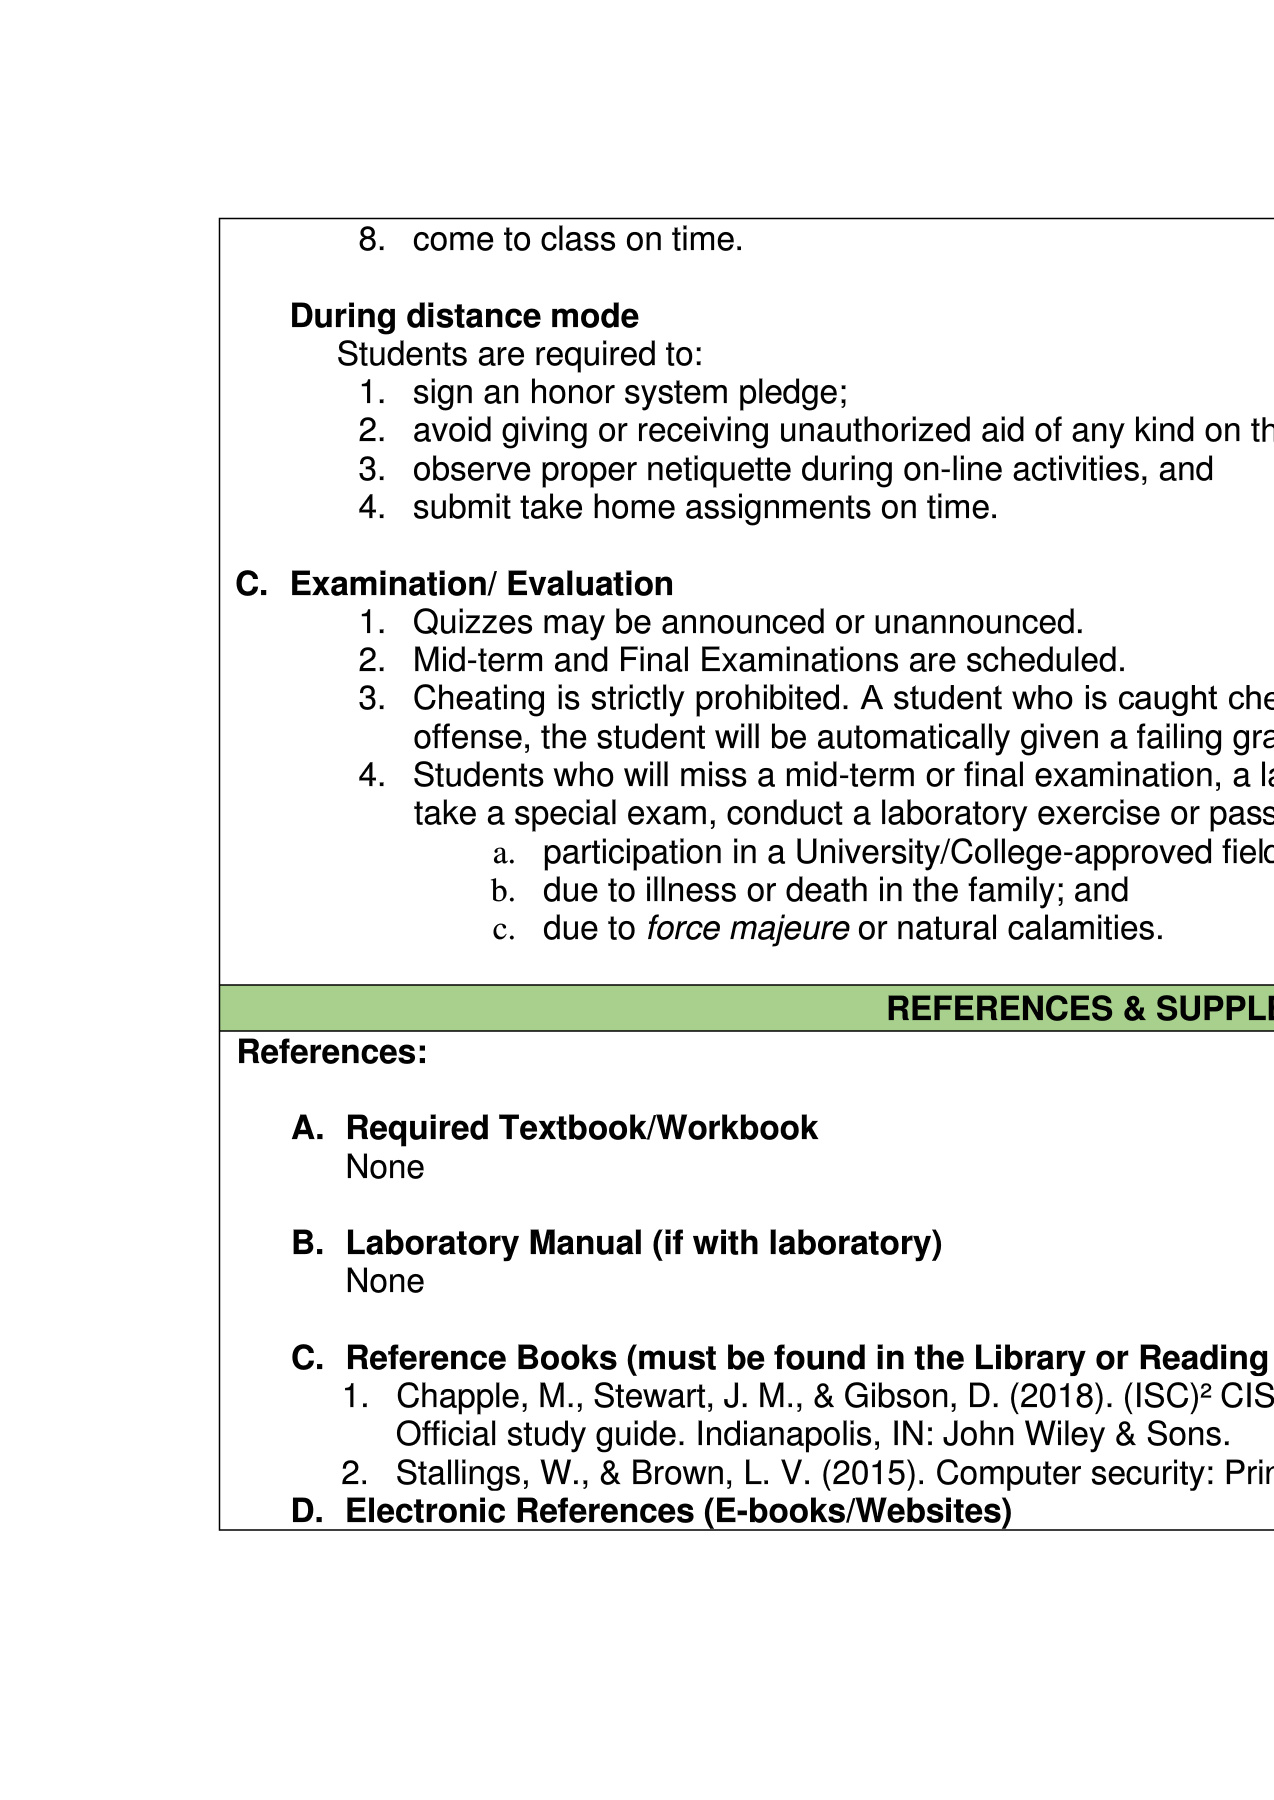 8. come to class on time.
During distance mode
Students are required to:
1. sign an honor system pledge;
2. avoid giving or receiving unauthorized aid of any kind on
3. observe proper netiquette during on-line activities, and
4. submit take home assignments on time.
C. Examination/ Evaluation
1. Quizzes may be announced or unannounced.
2. Mid-term and Final Examinations are scheduled.
3. Cheating is strictly prohibited. A student who is caught
offense, the student will be automatically given a failing
4. Students who will miss a mid-term or final examination, a
take a special exam, conduct a laboratory exercise or pass
a. participation in a University/College-approved
b. due to illness or death in the family; and
c. due to force majeure or natural calamities.
REFERENCES &
References:
A. Required Textbook/Workbook
None
B. Laboratory Manual (if with laboratory)
None
C. Reference Books (must be found in the Library or Reading
1. Chapple, M., Stewart, J. M., & Gibson, D. (2018). (ISC)²
Official study guide. Indianapolis, IN: John Wiley & Sons.
2. Stallings, W., & Brown, L. V. (2015). Computer security:
D. Electronic References (E-books/Websites)